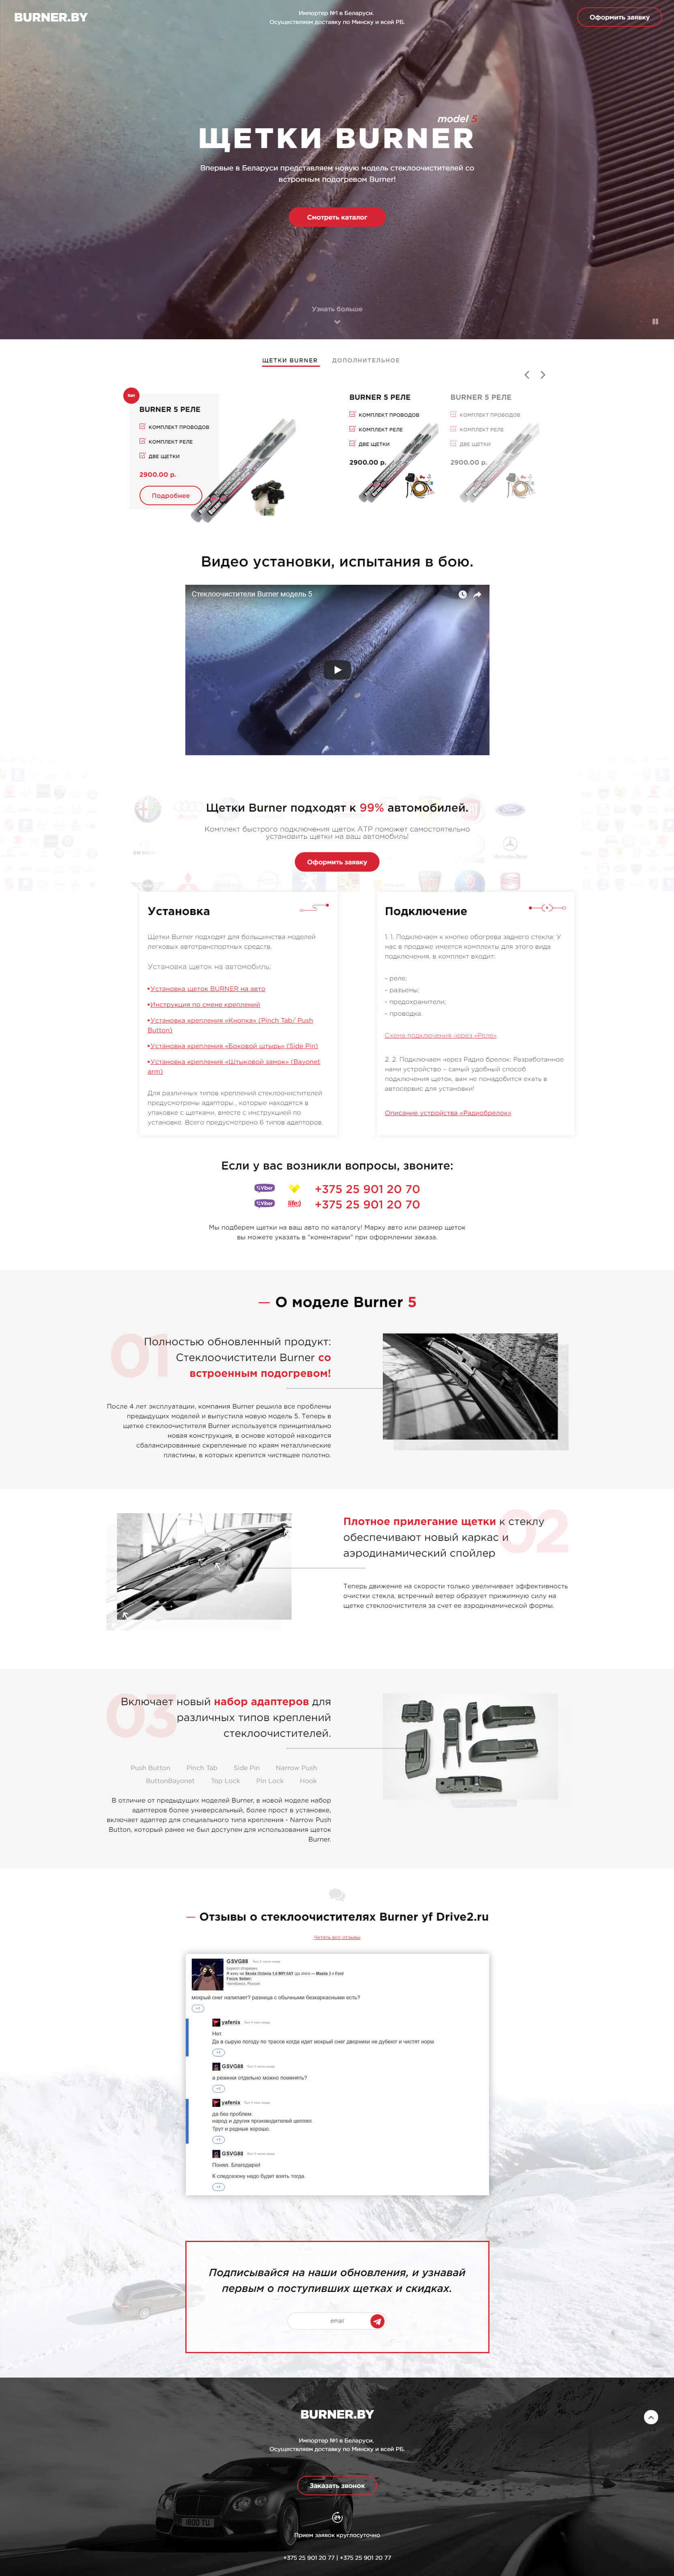 BURNER.BY
Импортер №1 в Беларуси.
Осуществляем доставку по Минску и всей РБ.
Оформить заявку
model 5
ЩЕТКИ BURNER
Впервые в Беларуси представляем новую модель стеклоочистителей со
встроеным подогревом Burner!
Смотреть каталог
Узнать больше
ЩЕТКИ BURNER
ДОПОЛНИТЕЛЬНОЕ
BURNER 5 РЕЛЕ
КОМПЛЕКТ ПРОВОДОВ
КОМПЛЕКТ РЕЛЕ
ДВЕ ЩЕТКИ
2900.00 р.
Подробнее
BURNER 5 РЕЛЕ
КОМПЛЕКТ ПРОВОДОВ
КОМПЛЕКТ РЕЛЕ
ДВЕ ЩЕТКИ
2900.00 р.
BURNER 5 РЕЛЕ
КОМПЛЕКТ ПРОВОДОВ
КОМПЛЕКТ РЕЛЕ
ДВЕ ЩЕТКИ
2900.00 р.
Видео установки, испытания в бою.
Стеклоочистители Burner модель 5
Щетки Burner подходят к 99% автомобилей.
Комплект быстрого подключения щеток АТР поможет самостоятельно
установить щетки на ваш автомобиль!
Оформить заявку
Установка
Щетки Burner подходят для большинства моделей
легковых автотранспортных средств.
Установка щеток на автомобиль:
•Установка щеток BURNER на авто
•Инструкция по смене креплений
•Установка крепления «Кнопка» (Pinch Tab/ Push
Button)
•Установка крепления «Боковой штырь» (Side Pin)
•Установка крепления «Штыковой замок» (Bayonet
arm)
Для различных типов креплений стеклоочистителей
предусмотрены адапторы , которые находятся в
упаковке с щетками, вместе с инструкцией по
установке. Всего предусмотрено 6 типов адапторов.
Подключение
1. 1. Подключаем к кнопке обогрева заднего стекла: У
нас в продаже имеется комплекты для этого вида
подключения, в комплект входит:
- реле;
- разъемы;
- предохранители;
- проводка.
Схема подключения через «Реле»
2. 2. Подключаем через Радио брелок: Разработанное
нами устройство – самый удобный способ
подключения щеток, вам не понадобится ехать в
автосервис для установки!
Описание устройства «Радиобрелок»
Если у вас возникли вопросы, звоните:
Viber
+375 25 901 20 70
Viber
life:)
+375 25 901 20 70
Мы подберем щетки на ваш авто по каталогу! Марку авто или размер щеток
вы можете указать в "коментарии" при оформлении заказа.
— О моделе Burner 5
01
Полностью обновленный продукт:
Стеклоочистители Burner со
встроенным подогревом!
После 4 лет эксплуатации, компания Burner решила все проблемы
предыдущих моделей и выпустила новую модель 5. Теперь в
щетке стеклоочистителя Burner используется принципиально
новая конструкция, в основе которой находится
сбалансированные скрепленные по краям металлические
пластины, в которых крепится чистящее полотно.
02
Плотное прилегание щетки к стеклу
обеспечивают новый каркас и
аэродинамический спойлер
Теперь движение на скорости только увеличивает эффективность
очистки стекла, встречный ветер образует прижимную силу на
щетке стеклоочистителя за счет ее аэродинамической формы.
03
Включает новый набор адаптеров для
различных типов креплений
стеклоочистителей.
Push Button Pinch Tab Side Pin Narrow Push
ButtonBayonet Top Lock Pin Lock Hook
В отличие от предыдущих моделей Burner, в новой моделе набор
адаптеров более универсальный, более прост в установке,
включает адаптер для специального типа крепления - Narrow Push
Button, который ранее не был доступен для использования щеток
Burner.
— Отзывы о стеклоочистителях Burner yf Drive2.ru
Читать все отзывы
GSVG88
мокрый снег налипает? разница с обычными безкаркасными есть?
yafenix
Нет.
Да в сырую погоду по трассе когда идет мокрый снег дворники не дубеют и чистят норм.
GSVG88
а резинки отдельно можно поменять?
yafenix
да без проблем.
народ и других производителей цеплял.
Трут и родные хорошо.
GSVG88
Понял. Благодарю!
К следсезону надо будет взять тогда.
Подписывайся на наши обновления, и узнавай
первым о поступивших щетках и скидках.
email
BURNER.BY
Импортер №1 в Беларуси.
Осуществляем доставку по Минску и всей РБ.
Заказать звонок
24
Прием заявок круглосуточно
+375 25 901 20 77 | +375 25 901 20 77